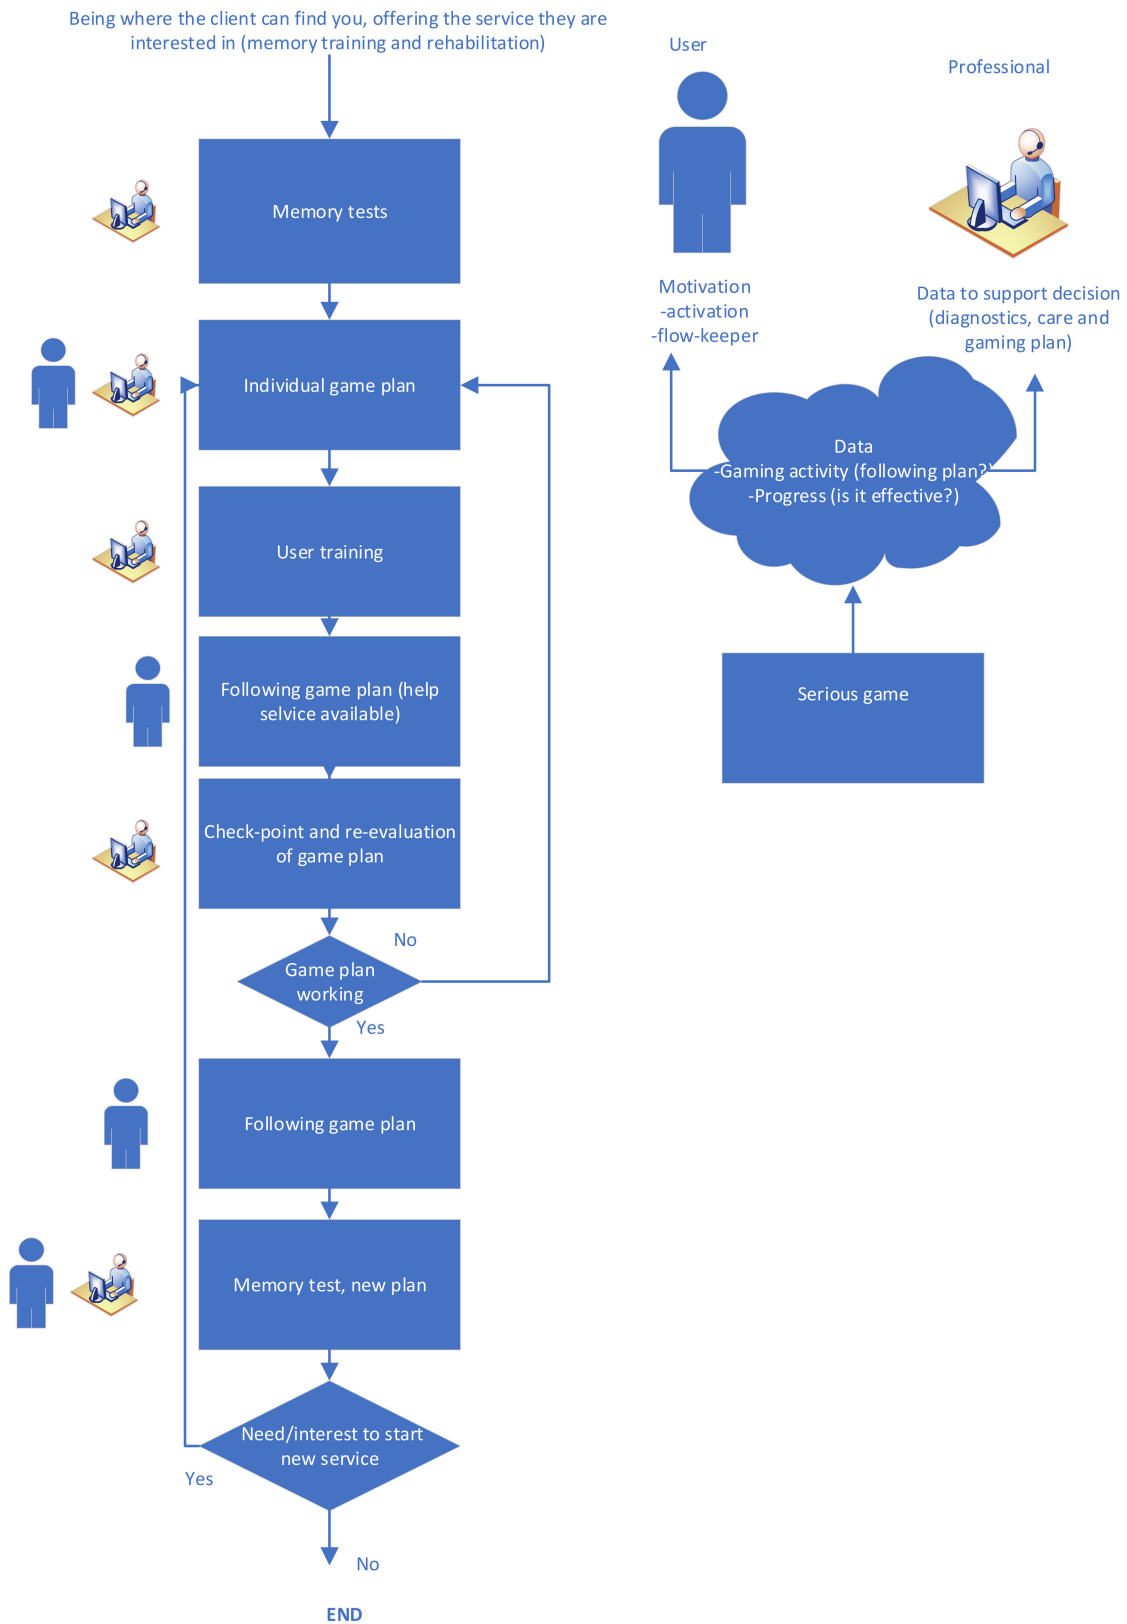 Being where the client can find you, offering the service they are
interested in (memory training and rehabilitation)
User
Professional
Memory tests
Motivation
-activation
-flow-keeper
Data to support decision
(diagnostics, care and
gaming plan)
Individual game plan
Data
-Gaming activity (following plan?)
-Progress (is it effective?)
User training
Following game plan (help
selvice available)
Serious game
Check-point and re-evaluation
of game plan
No
Game plan
working
Yes
Following game plan
Memory test, new plan
Need/interest to start
new service
Yes
No
END